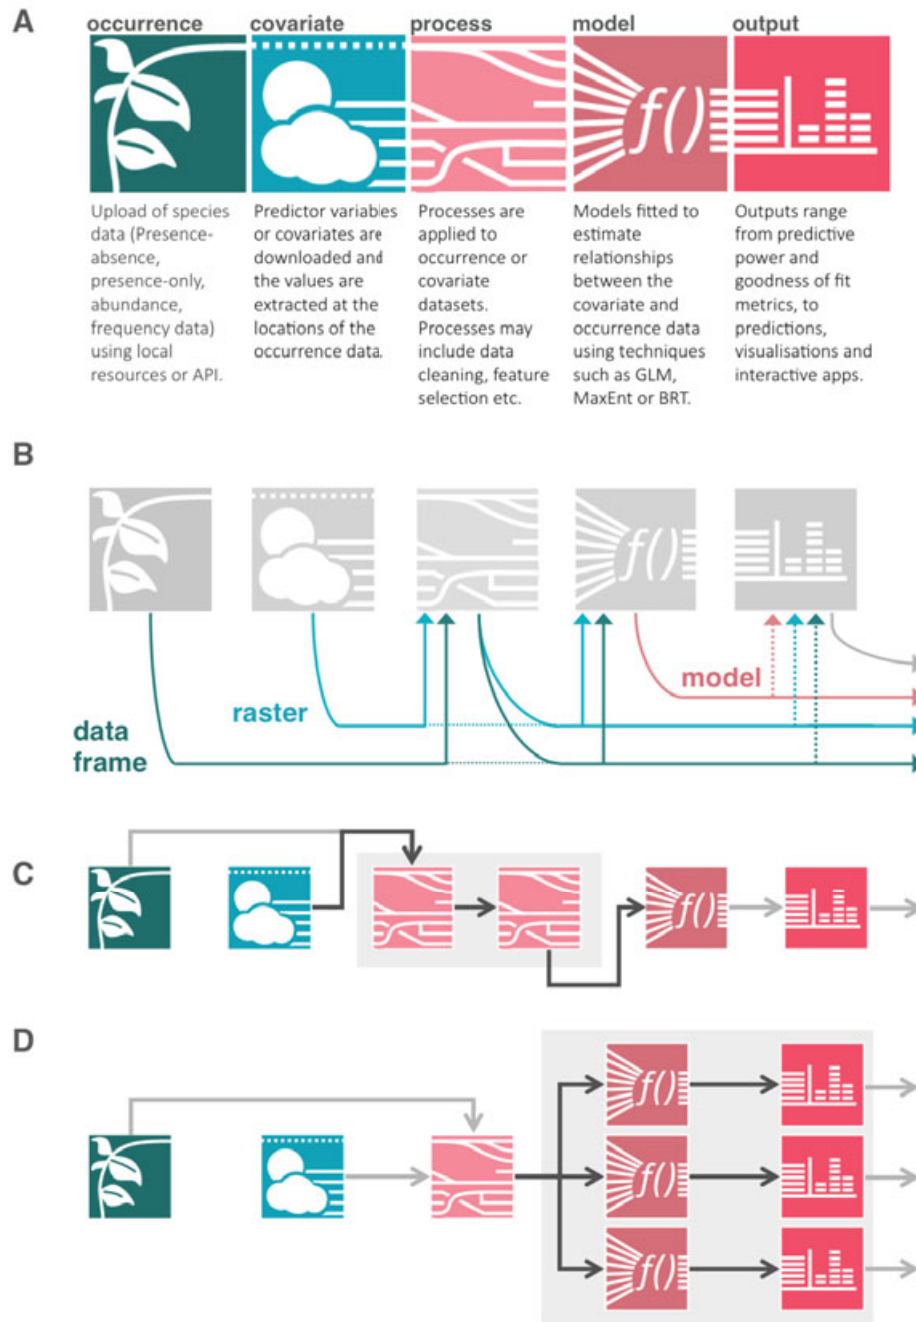 A
occurrence covariate process model output
f()
Upload of species
data (Presence-
absence,
presence-only,
abundance,
frequency data)
using local
resources or API.
Predictor variables
or covariates are
downloaded and
the values are
extracted at the
locations of the
occurrence data.
Processes are
applied to
occurrence or
covariate
datasets.
Processes may
include data
cleaning, feature
selection etc.
Models fitted to
estimate
relationships
between the
covariate and
occurrence data
using techniques
such as GLM,
MaxEnt or BRT.
Outputs range
from predictive
power and
goodness of fit
metrics, to
predictions,
visualisations and
interactive apps.
B
f()
model
raster
data
frame
C
f()
D
f()
f()
f()